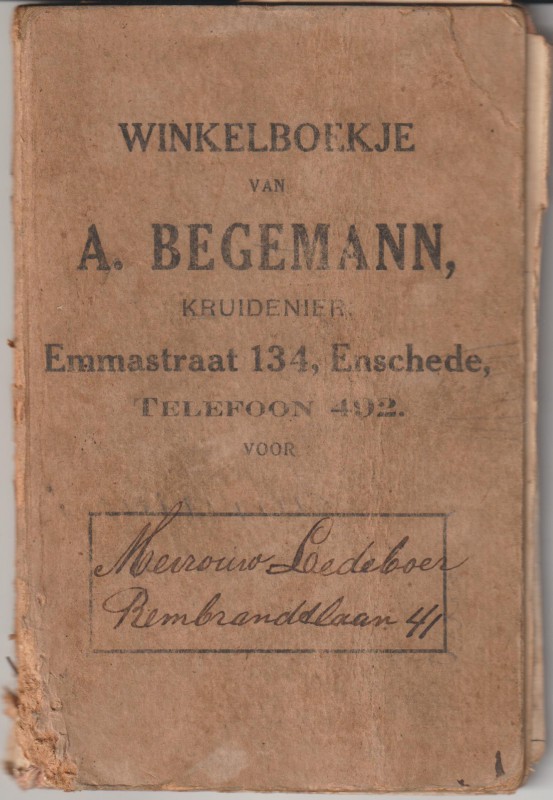 WINKELBOEKJE
VAN
A. BEGEMANN,
KRUIDENIER.
Emmastraat 134, Enschede,
TELEFOON 492.
VOOR
Mevrouw Ledeboer
Rembrandtlaan 41